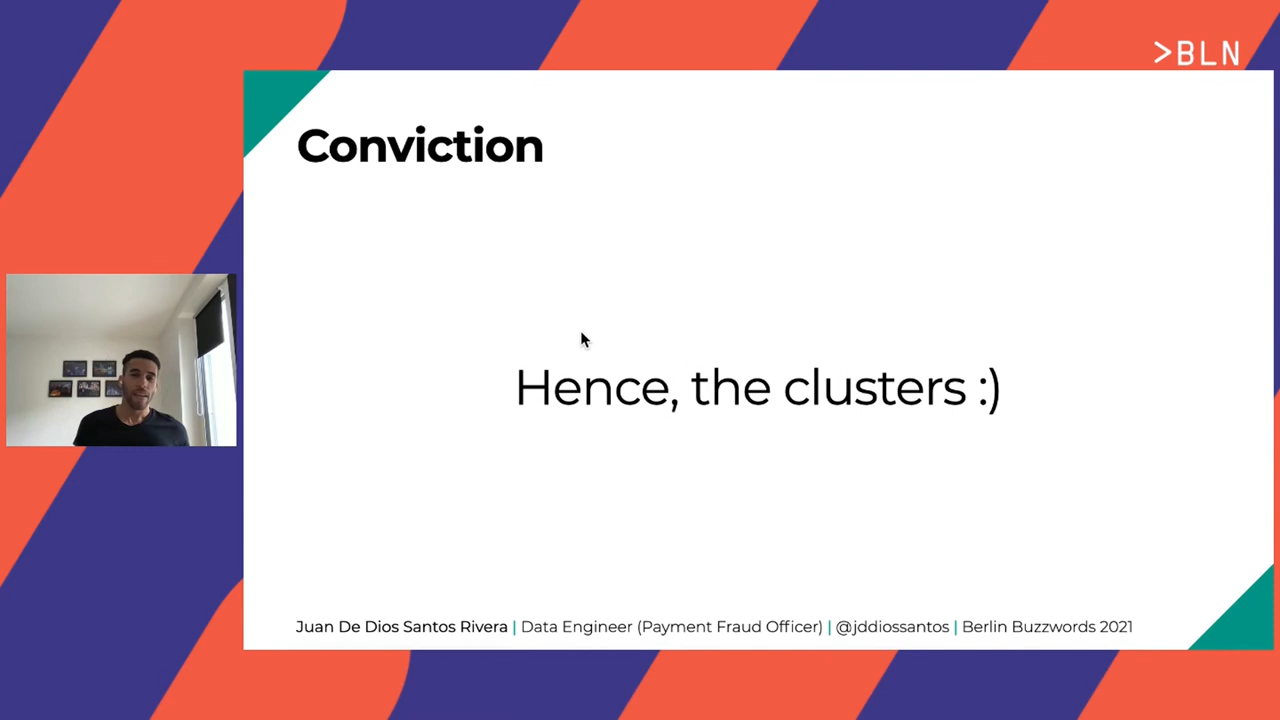 >BLN
Conviction
Hence, the clusters :)
Juan De Dios Santos Rivera | Data Engineer (Payment Fraud Officer) | @jddiossantos | Berlin Buzzwords 2021